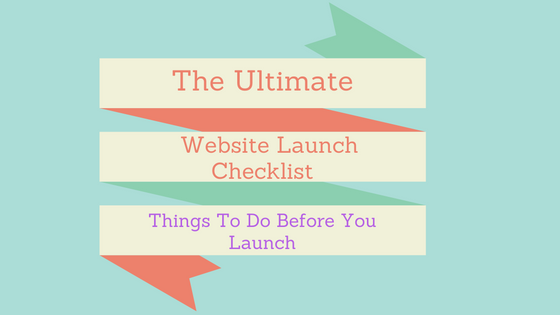 The Ultimate
Website Launch
Checklist
Things To Do Before You
Launch